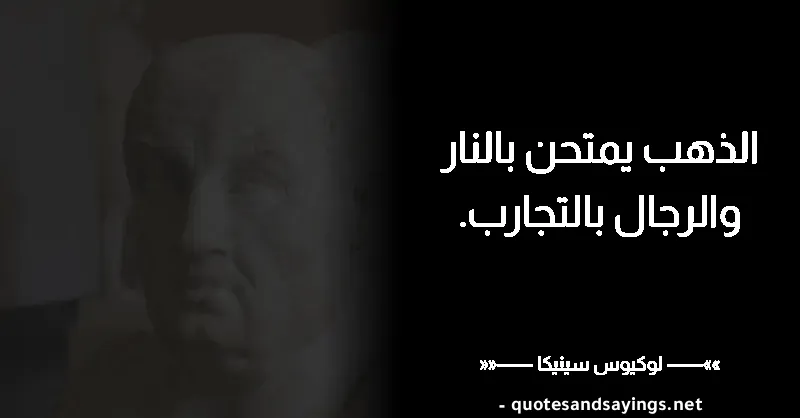 الذهب يمتحن بالنار
والرجال بالتجارب.
»»—— لوكيوس سينيكا ——««
- quotesandsayings.net